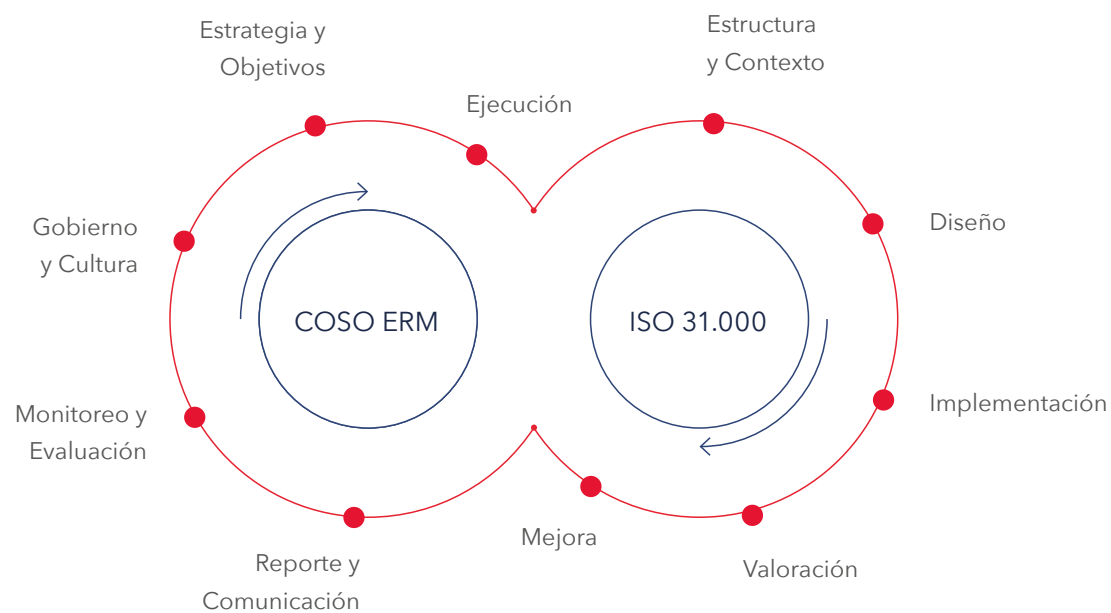 Estrategia y
Objetivos
Ejecución
Gobierno
y Cultura
COSO ERM
Monitoreo y
Evaluación
Reporte y
Comunicación
Estructura
y Contexto
Diseño
ISO 31.000
Implementación
Mejora
Valoración